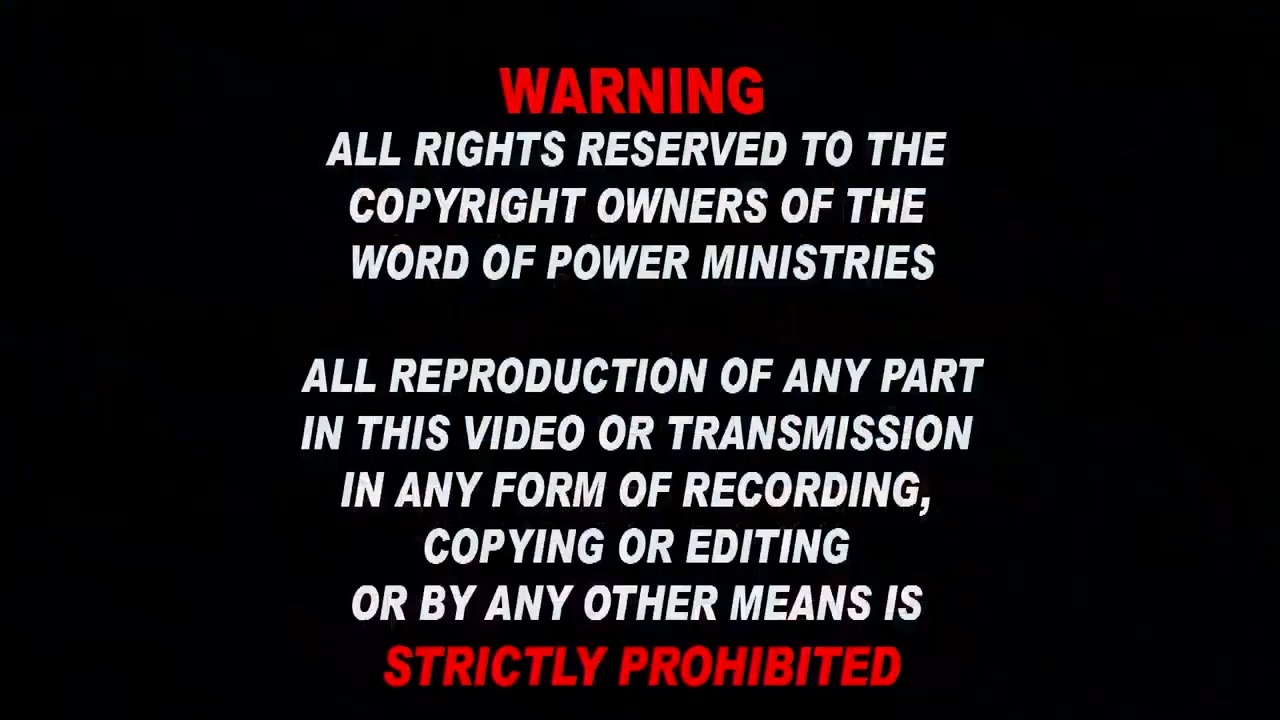 WARNING
ALL RIGHTS RESERVED TO THE
COPYRIGHT OWNERS OF THE
WORD OF POWER MINISTRIES
ALL REPRODUCTION OF ANY PART
IN THIS VIDEO OR TRANSMISSION
IN ANY FORM OF RECORDING,
COPYING OR EDITING
OR BY ANY OTHER MEANS IS
STRICTLY PROHIBITED